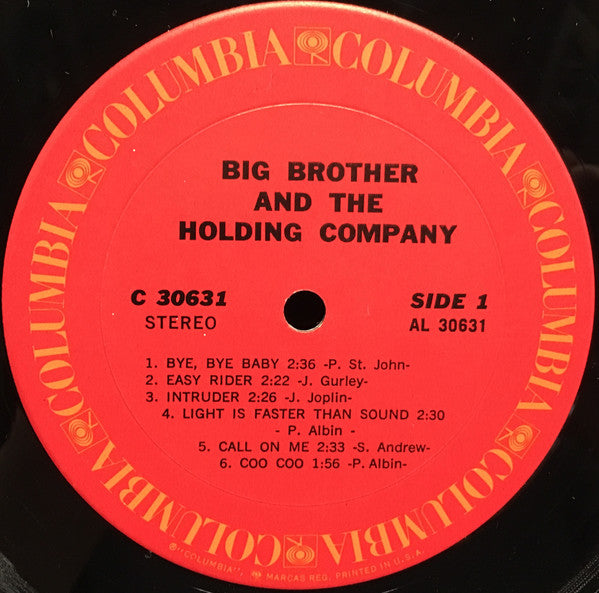 COLUMBIA COLUMBIA COLUMBIA COLUMBIA COLUMBIA COLUMBIA
BIG BROTHER
AND THE
HOLDING COMPANY
C 30631 SIDE 1
STEREO AL 30631
1. BYE, BYE BABY 2:36 -P. St. John-
2. EASY RIDER 2:22 -J. Gurley-
3. INTRUDER 2:26 -J. Joplin-
4. LIGHT IS FASTER THAN SOUND 2:30
- P. Albin -
5. CALL ON ME 2:33 -S. Andrew-
6. COO COO 1:56 -P. Albin-
"COLUMBIA", MARCAS REG. PRINTED IN U.S.A.